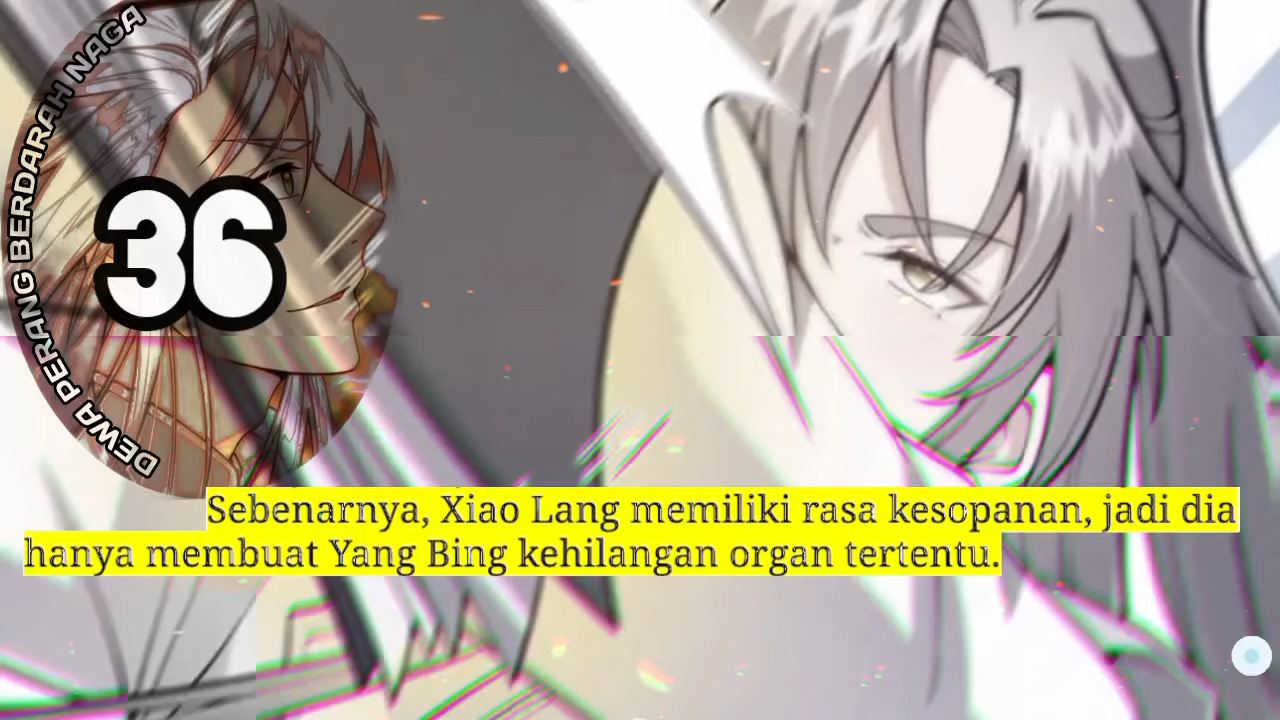 DEWA PERANG BERDARAH NAGA
36
Sebenarnya, Xiao Lang memiliki rasa kesopanan, jadi dia
hanya membuat Yang Bing kehilangan organ tertentu.